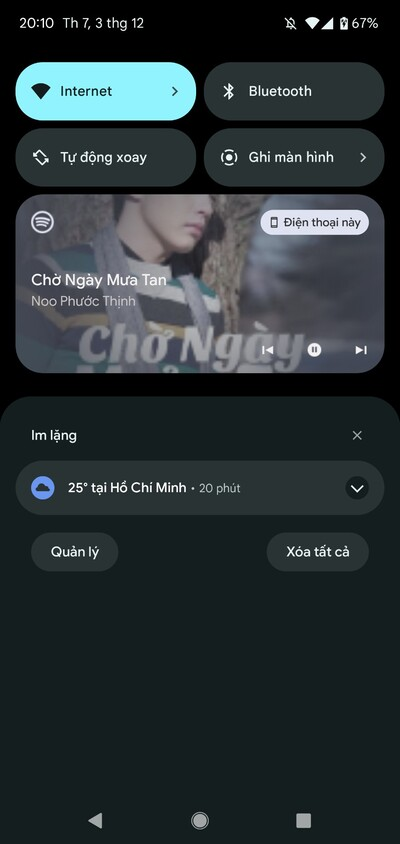 20:10 Th 7, 3 thg 12 67%
Internet
Bluetooth
Tự động xoay
Ghi màn hình
Điện thoại này
Chờ Ngày Mưa Tan
Noo Phước Thịnh
Chờ Ngày
Im lặng
25° tại Hồ Chí Minh • 20 phút
Quản lý
Xóa tất cả